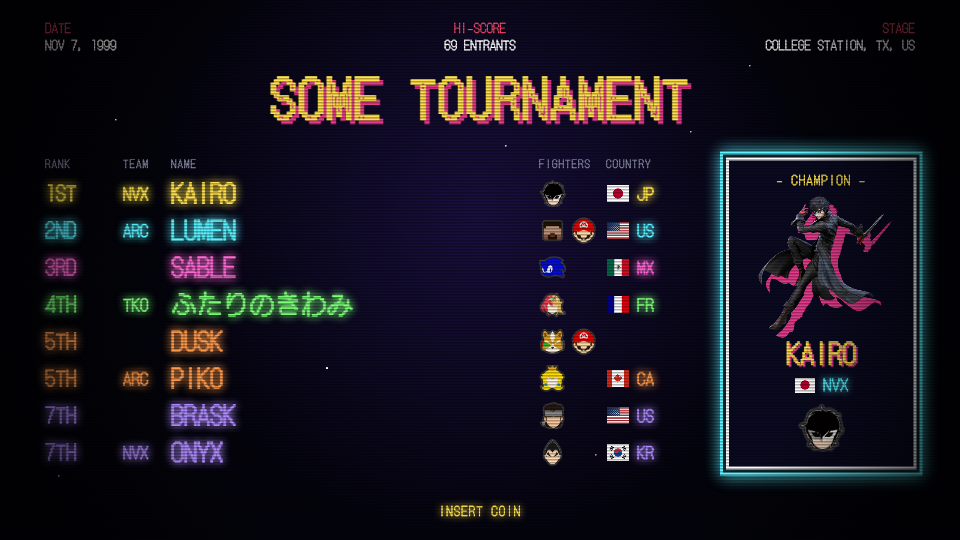 DATE
NOV 7, 1999
HI-SCORE
69 ENTRANTS
STAGE
COLLEGE STATION, TX, US
SOME TOURNAMENT
RANK TEAM NAME FIGHTERS COUNTRY
1ST NVX KAIRO JP
2ND ARC LUMEN US
3RD SABLE MX
4TH TKO ふたりのきわみ FR
5TH DUSK
5TH ARC PIKO CA
7TH BRASK US
7TH NVX ONYX KR
- CHAMPION -
KAIRO
NVX
INSERT COIN